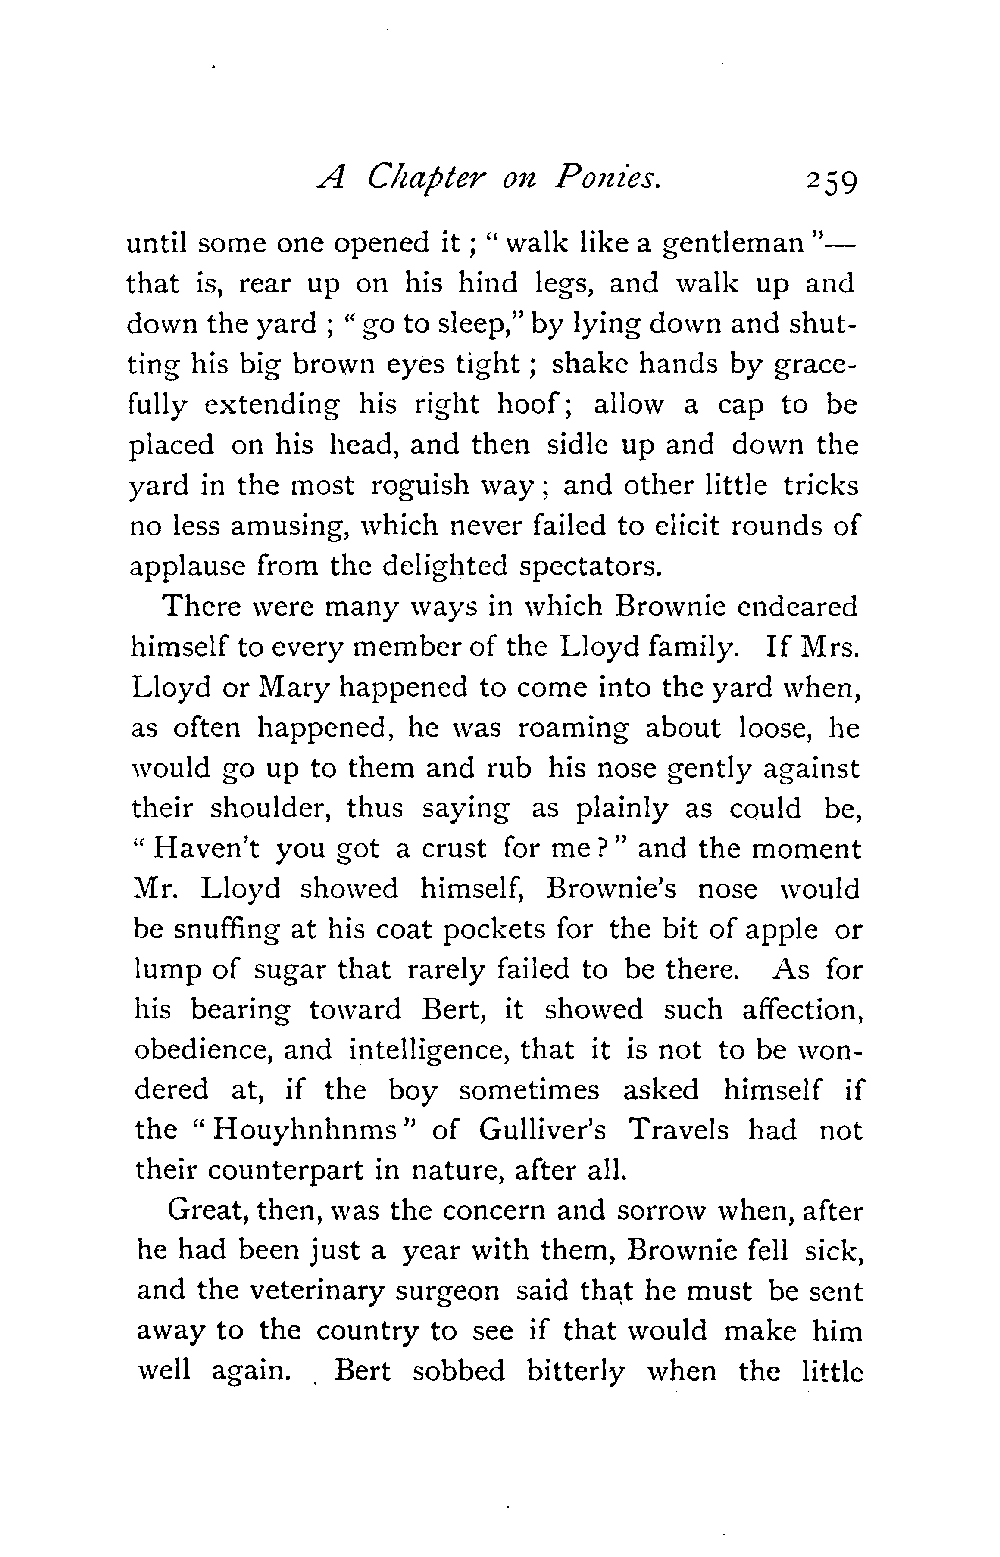 A Chapter on Ponies. 259
until some one opened it ; " walk like a gentleman "—
that is, rear up on his hind legs, and walk up and
down the yard ; " go to sleep," by lying down and shut-
ting his big brown eyes tight ; shake hands by grace-
fully extending his right hoof; allow a cap to be
placed on his head, and then sidle up and down the
yard in the most roguish way ; and other little tricks
no less amusing, which never failed to elicit rounds of
applause from the delighted spectators.
There were many ways in which Brownie endeared
himself to every member of the Lloyd family. If Mrs.
Lloyd or Mary happened to come into the yard when,
as often happened, he was roaming about loose, he
would go up to them and rub his nose gently against
their shoulder, thus saying as plainly as could be,
" Haven't you got a crust for me ? " and the moment
Mr. Lloyd showed himself, Brownie's nose would
be snuffing at his coat pockets for the bit of apple or
lump of sugar that rarely failed to be there. As for
his bearing toward Bert, it showed such affection,
obedience, and intelligence, that it is not to be won-
dered at, if the boy sometimes asked himself if
the " Houyhnhnms " of Gulliver's Travels had not
their counterpart in nature, after all.
Great, then, was the concern and sorrow when, after
he had been just a year with them, Brownie fell sick,
and the veterinary surgeon said that he must be sent
away to the country to see if that would make him
well again. Bert sobbed bitterly when the little